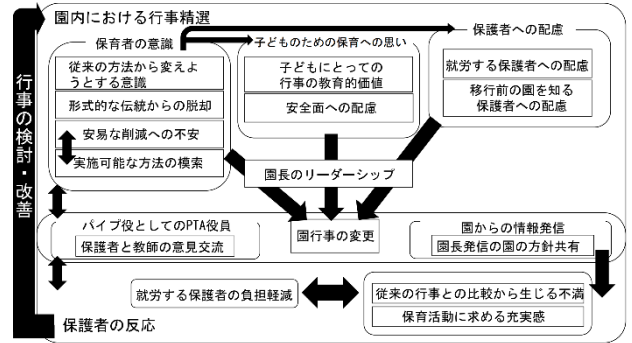 園内における行事精選
行事の検討・改善
保育者の意識
従来の方法から変えよ
うとする意識
形式的な伝統からの脱却
安易な削減への不安
実施可能な方法の模索
子どものための保育への思い
子どもにとっての
行事の教育的価値
安全面への配慮
保護者への配慮
就労する保護者への配慮
移行前の園を知る
保護者への配慮
園長のリーダーシップ
パイプ役としてのPTA役員
保護者と教師の意見交流
園行事の変更
園からの情報発信
園長発信の園の方針共有
就労する保護者の負担軽減
従来の行事との比較から生じる不満
保育活動に求める充実感
保護者の反応